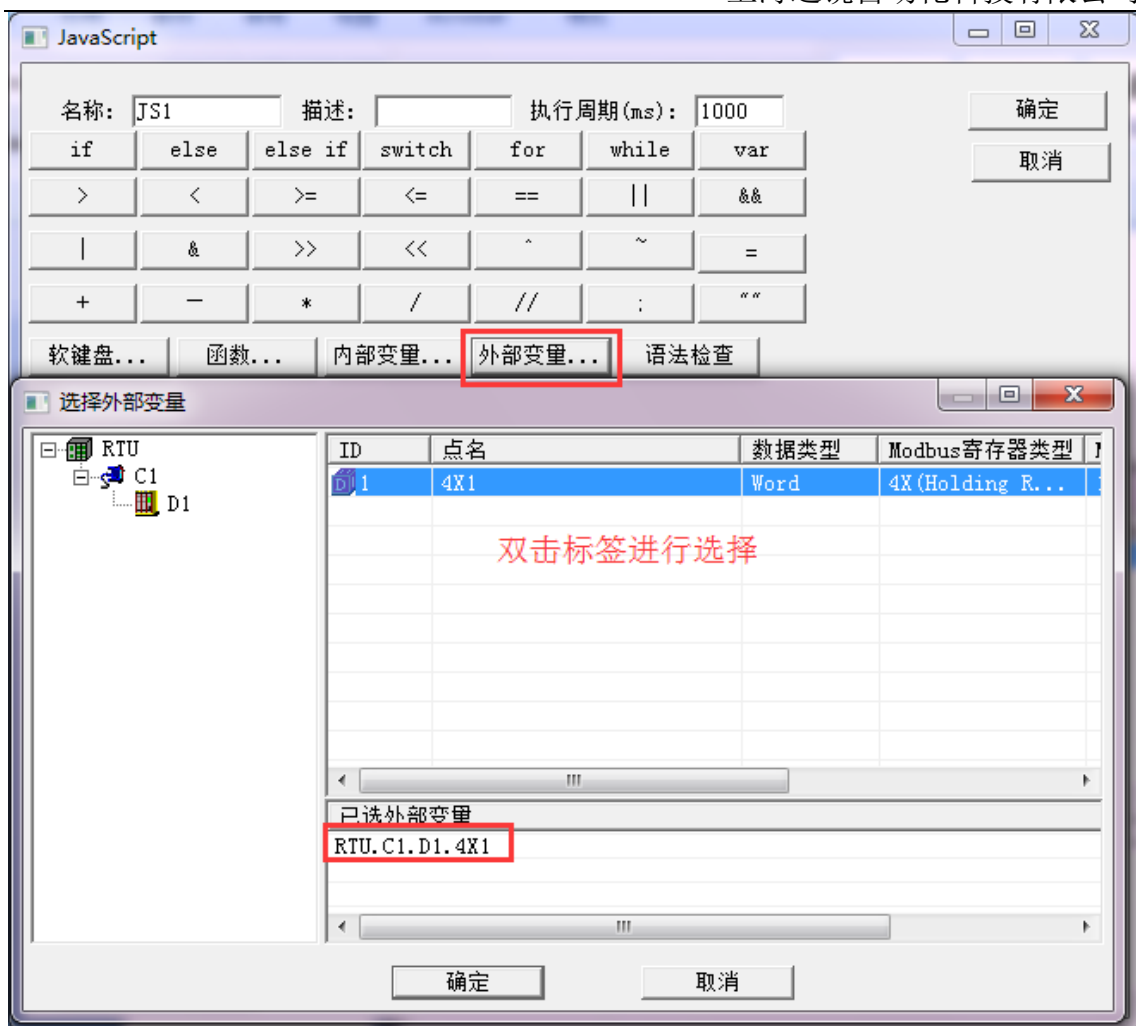 JavaScript
名称: JS1 描述: 执行周期(ms): 1000 确定
if else else if switch for while var
取消
> < >= <= == || &&
| & >> << ^ ~ =
+ — * / // ; ""
软键盘... 函数... 内部变量... 外部变量... 语法检查
选择外部变量
RTU
C1
D1
ID 点名 数据类型 Modbus寄存器类型
1 4X1 Word 4X(Holding R...
双击标签进行选择
已选外部变量
RTU.C1.D1.4X1
确定 取消